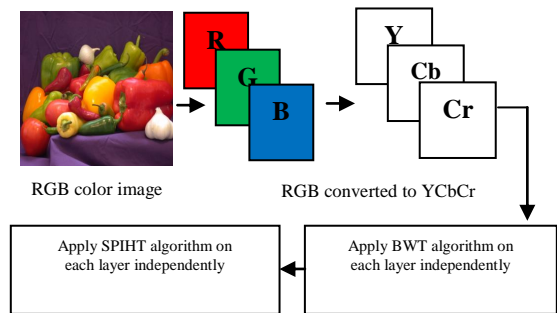 R
G
B
Y
Cb
Cr
RGB color image
RGB converted to YCbCr
Apply SPIHT algorithm on
each layer independently
Apply BWT algorithm on
each layer independently